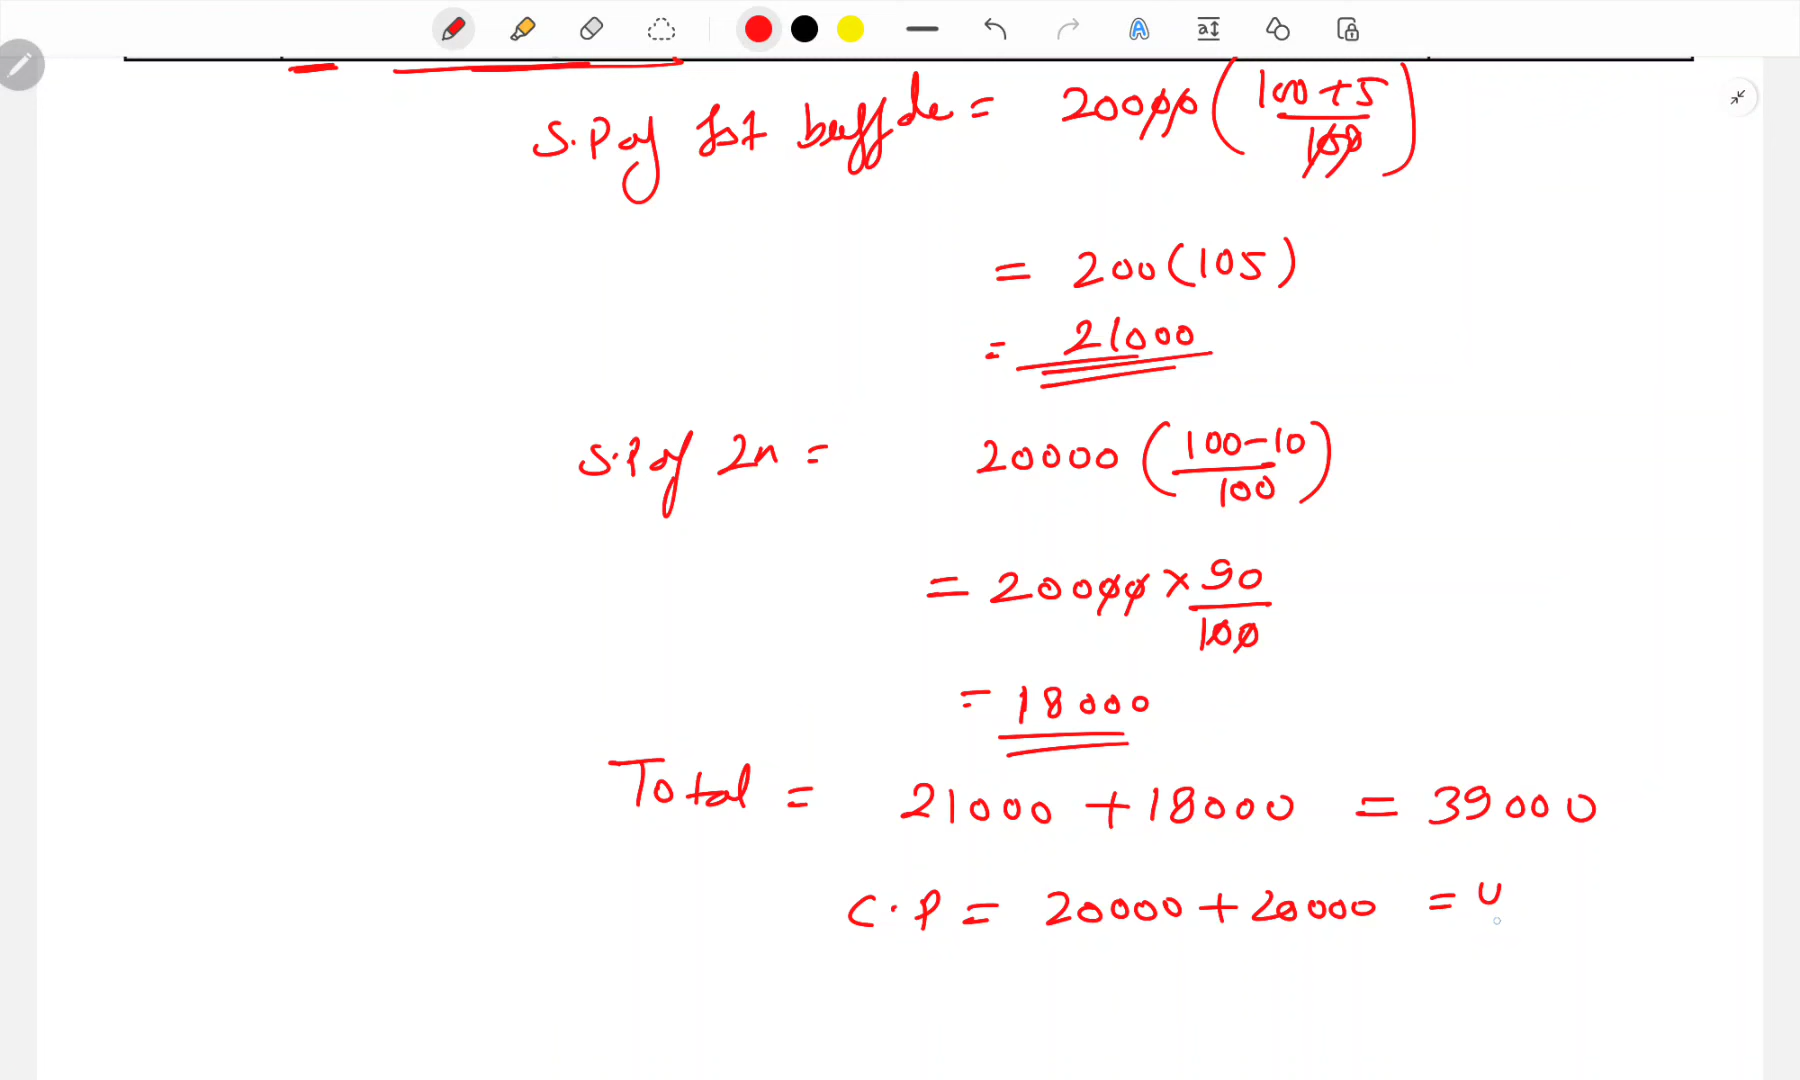 S.P of 1st buffalo = 20000 (100+5/100)
= 200(105)
= 21000
S.P of 2n = 20000 (100-10/100)
= 20000 × 90/100
= 18000
Total = 21000 + 18000 = 39000
C.P = 20000 + 20000 =